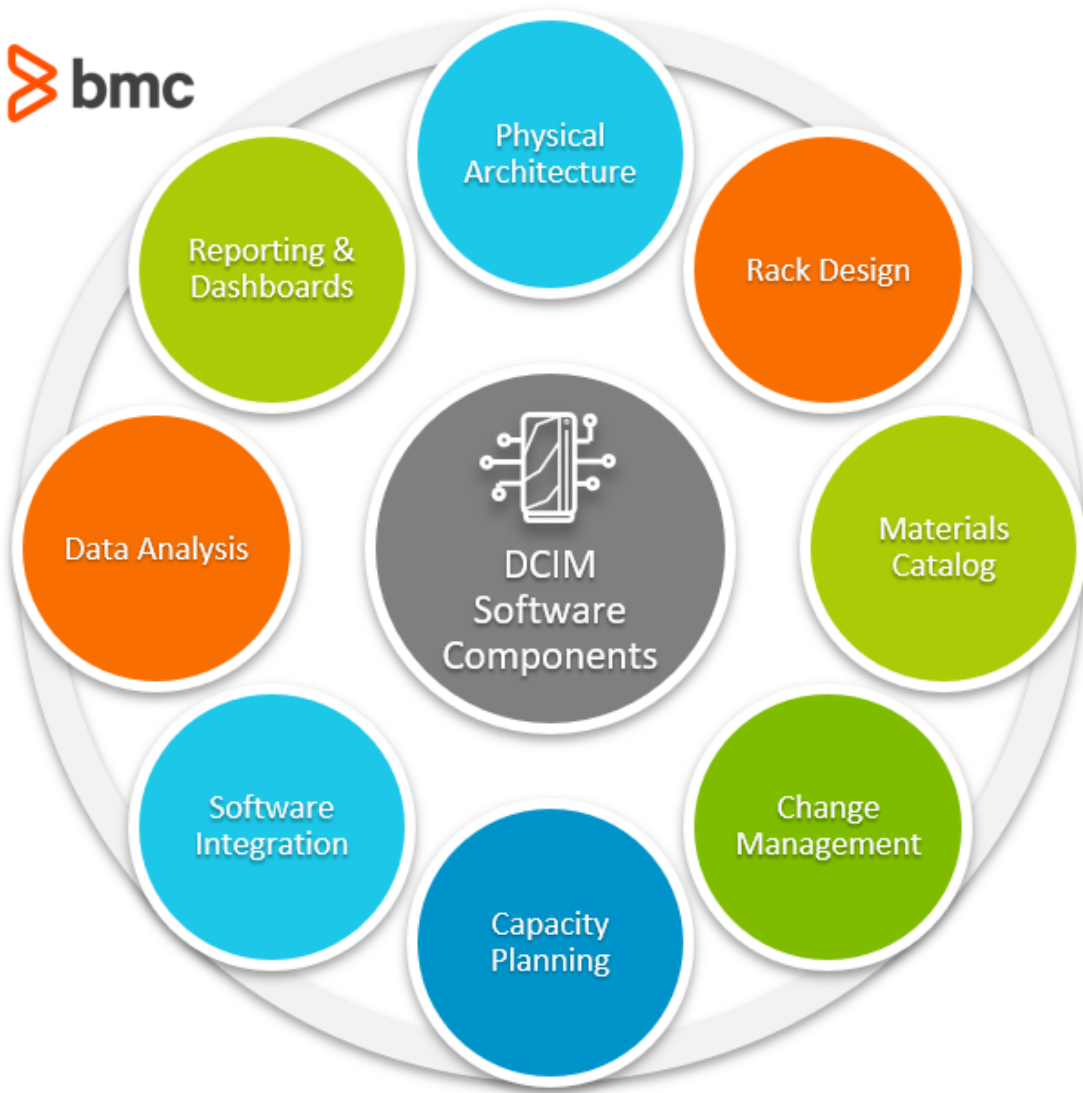 bmc
Physical
Architecture
Rack Design
Materials
Catalog
Change
Management
Capacity
Planning
Software
Integration
Data Analysis
Reporting &
Dashboards
DCIM
Software
Components